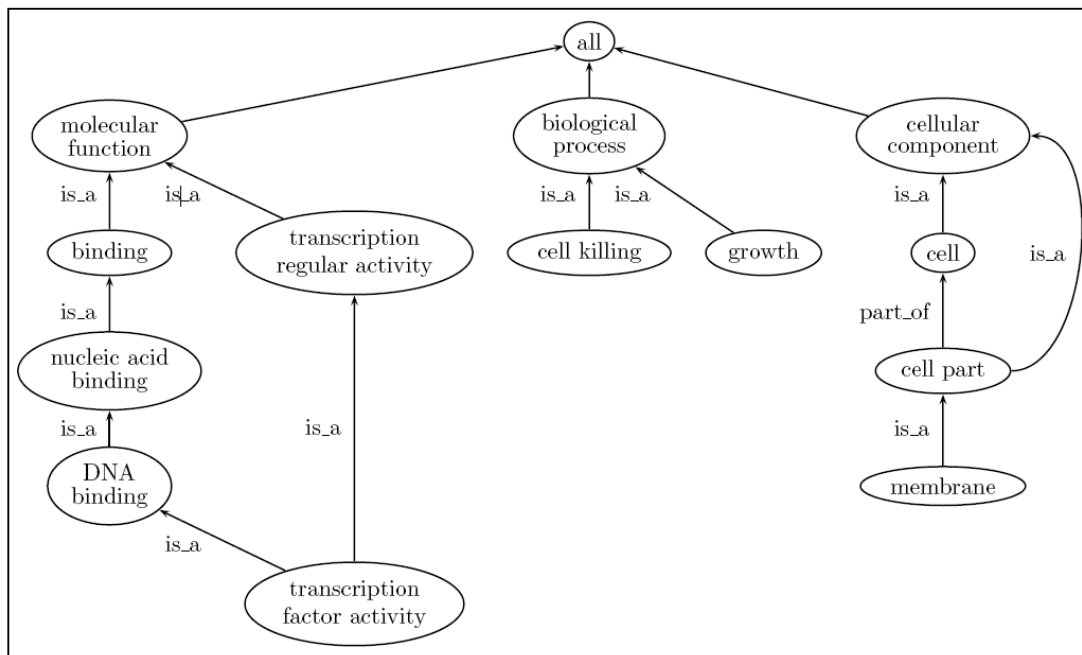 all
molecular
function
biological
process
cellular
component
is_a
is_a
is_a
is_a
is_a
binding
transcription
regular activity
cell killing
growth
cell
is_a
is_a
part_of
nucleic acid
binding
cell part
is_a
is_a
is_a
DNA
binding
membrane
is_a
transcription
factor activity